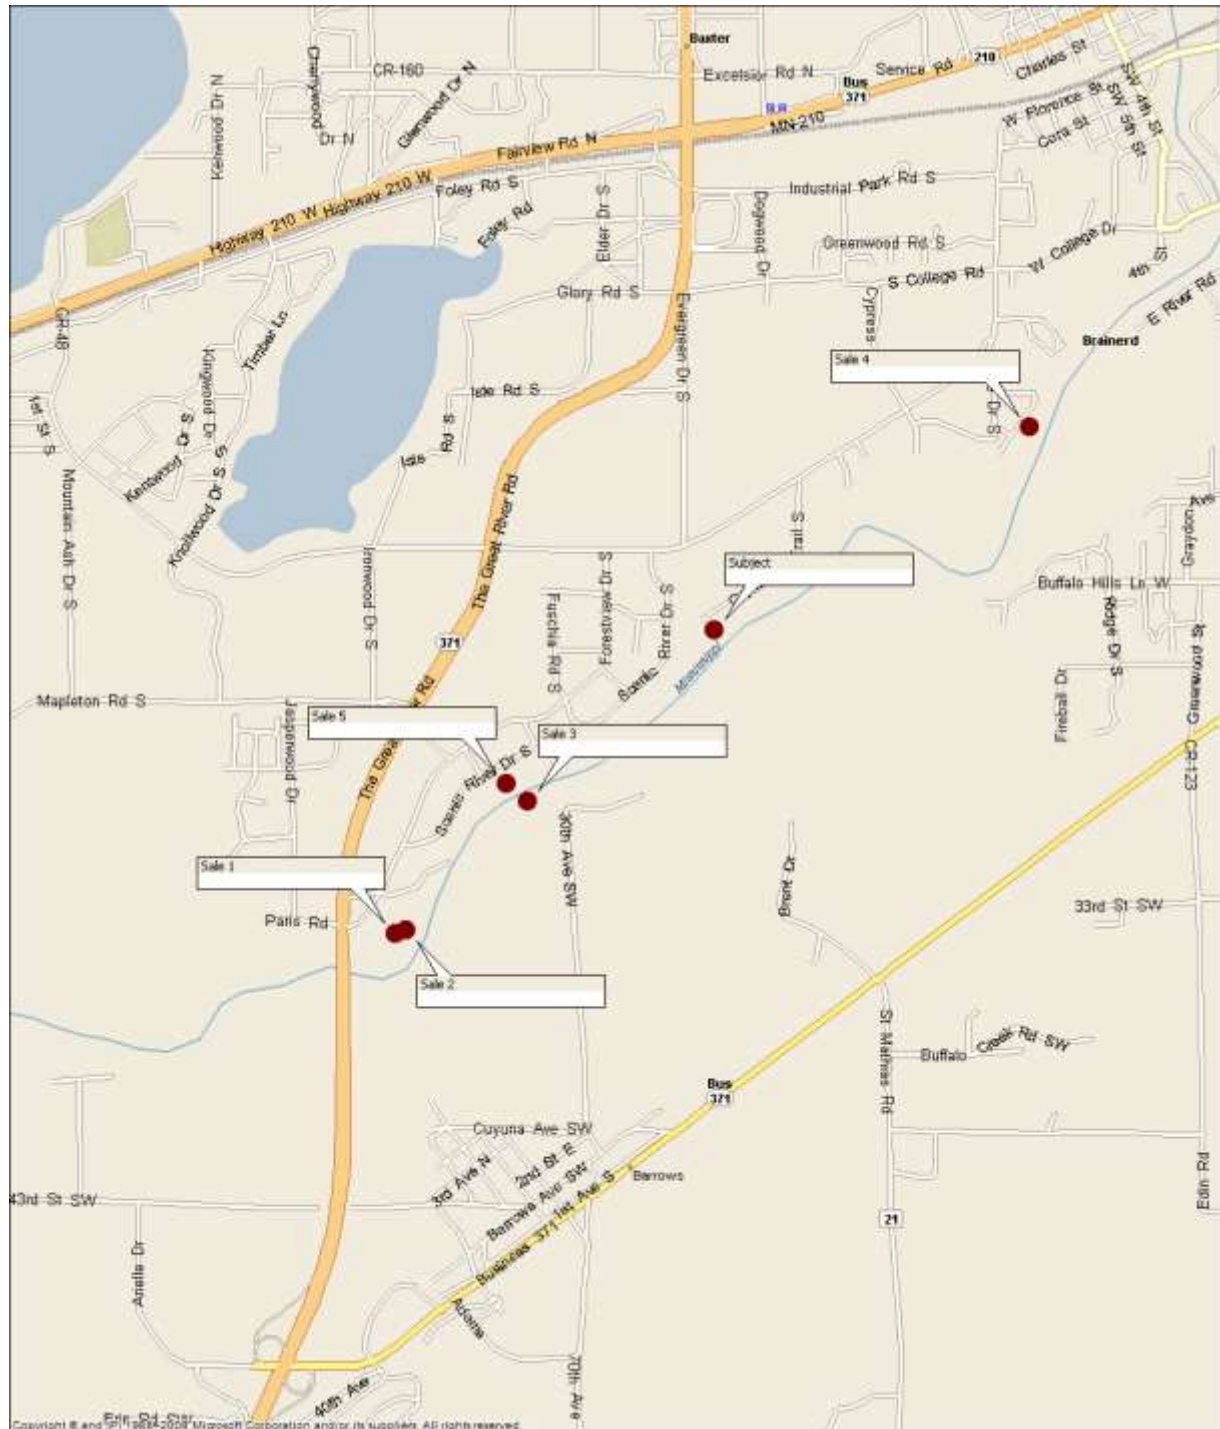 Baxter
CR-160
Excelsior Rd N
Service Rd
210
Charles St
Cherrywood
Dr N
Glenwood Dr N
Kenwood Dr N
Bus
371
MN-210
W Florence St
Cora St
SW 4th St
SW 5th St
Fairview Rd N
Highway 210 W
Highway 210 W
Foley Rd S
Foley Rd
Elder Dr S
Industrial Park Rd S
Dogwood Dr
Greenwood Rd S
W College Dr
S College Rd
4th St
E River Rd
Glory Rd S
Evergreen Dr S
Cypress
Brainerd
CR-48
Timber Ln
Kingwood Dr
Sale 4
Dr S
Isle Rd S
Isle Rd S
1st St S
Kentwood Dr S
Knollwood Dr S
Mountain Ash Dr S
The Great River Rd
Ironwood Dr S
Graydon
Ave
Subject
Buffalo Hills Ln W
Ridge Dr S
Fuschia Rd S
Forestview Dr S
River Dr S
Scenic
371
Fireball Dr
Greenwood St
CR-123
Mapleton Rd S
Jasperwood Dr
Sale 5
Sale 3
Scenic River Dr S
30th Ave SW
Sale 1
Paris Rd
Sale 2
Brent Dr
33rd St SW
St Mathias Rd
Buffalo Creek Rd SW
Bus
371
Cuyuna Ave SW
3rd Ave N
2nd St E
Barrows Ave SW
1st Ave S
Barrows
Business 371
43rd St SW
21
Edin Rd
Arielle Dr
Adams
70th Ave
40th Ave